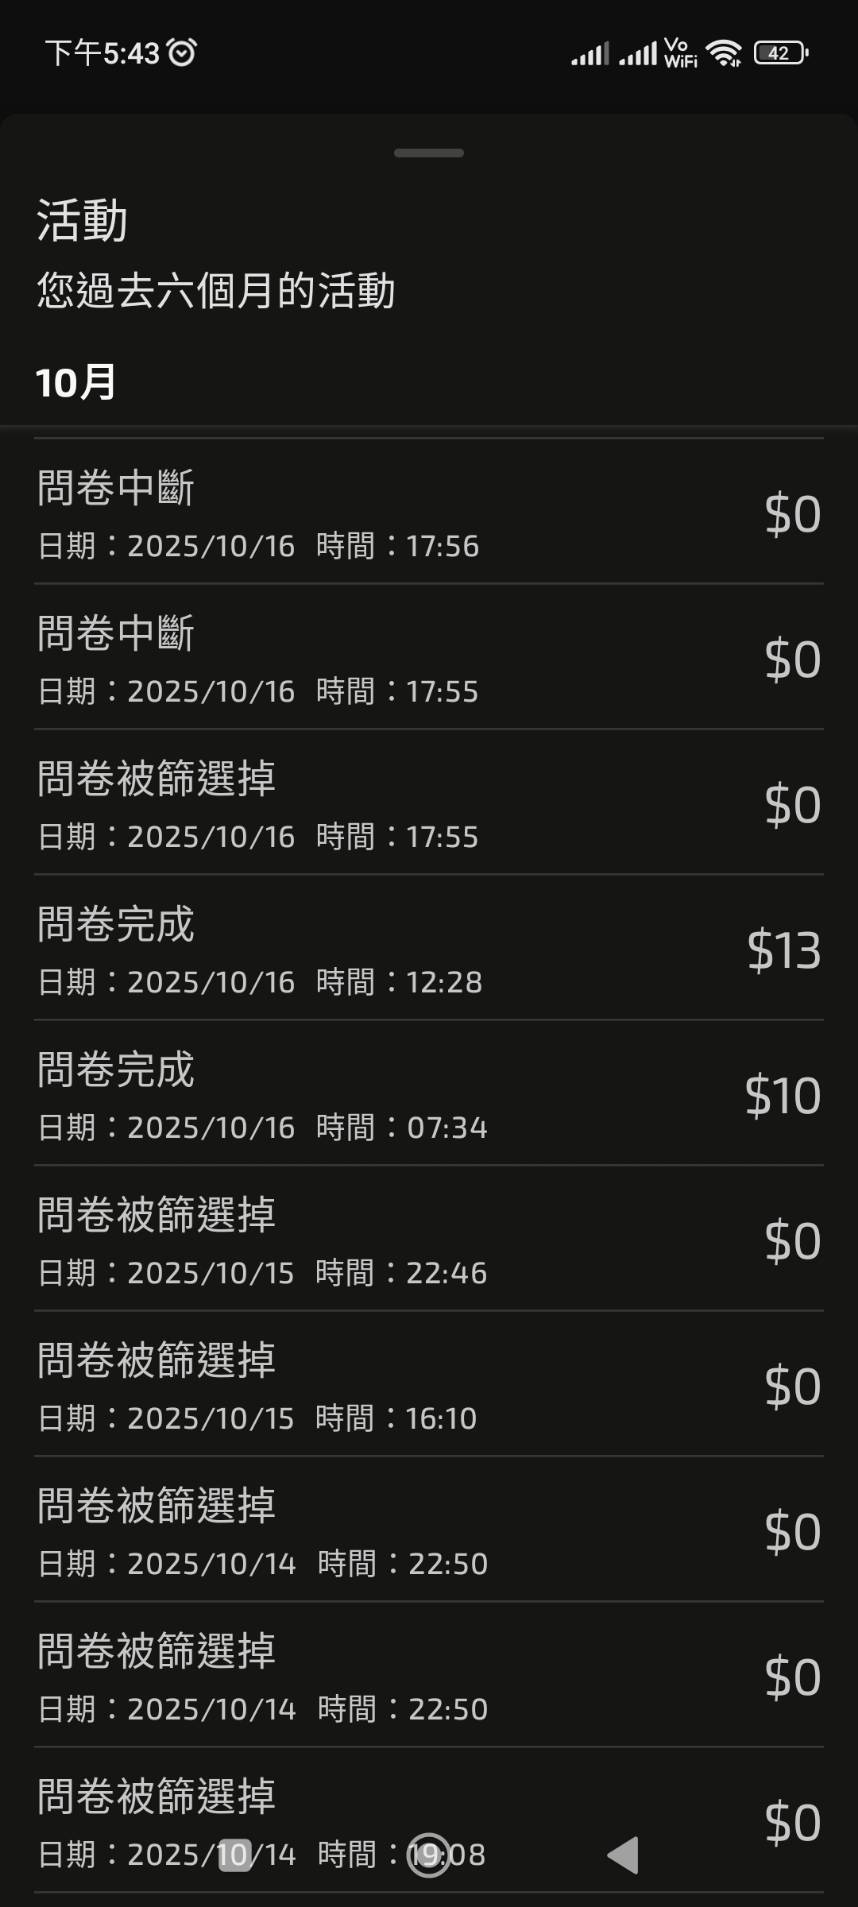 下午5:43
Vo
WiFi
42
活動
您過去六個月的活動
10月
問卷中斷
$0
日期：2025/10/16 時間：17:56
問卷中斷
$0
日期：2025/10/16 時間：17:55
問卷被篩選掉
$0
日期：2025/10/16 時間：17:55
問卷完成
$13
日期：2025/10/16 時間：12:28
問卷完成
$10
日期：2025/10/16 時間：07:34
問卷被篩選掉
$0
日期：2025/10/15 時間：22:46
問卷被篩選掉
$0
日期：2025/10/15 時間：16:10
問卷被篩選掉
$0
日期：2025/10/14 時間：22:50
問卷被篩選掉
$0
日期：2025/10/14 時間：22:50
問卷被篩選掉
$0
日期：2025/10/14 時間：19:08